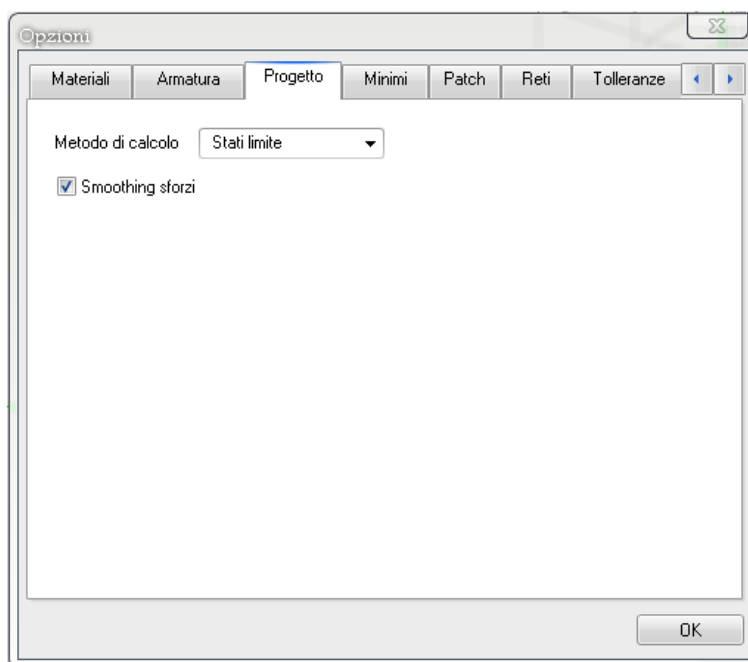 Opzioni
Materiali Armatura Progetto Minimi Patch Reti Tolleranze
Metodo di calcolo Stati limite
Smoothing sforzi
OK